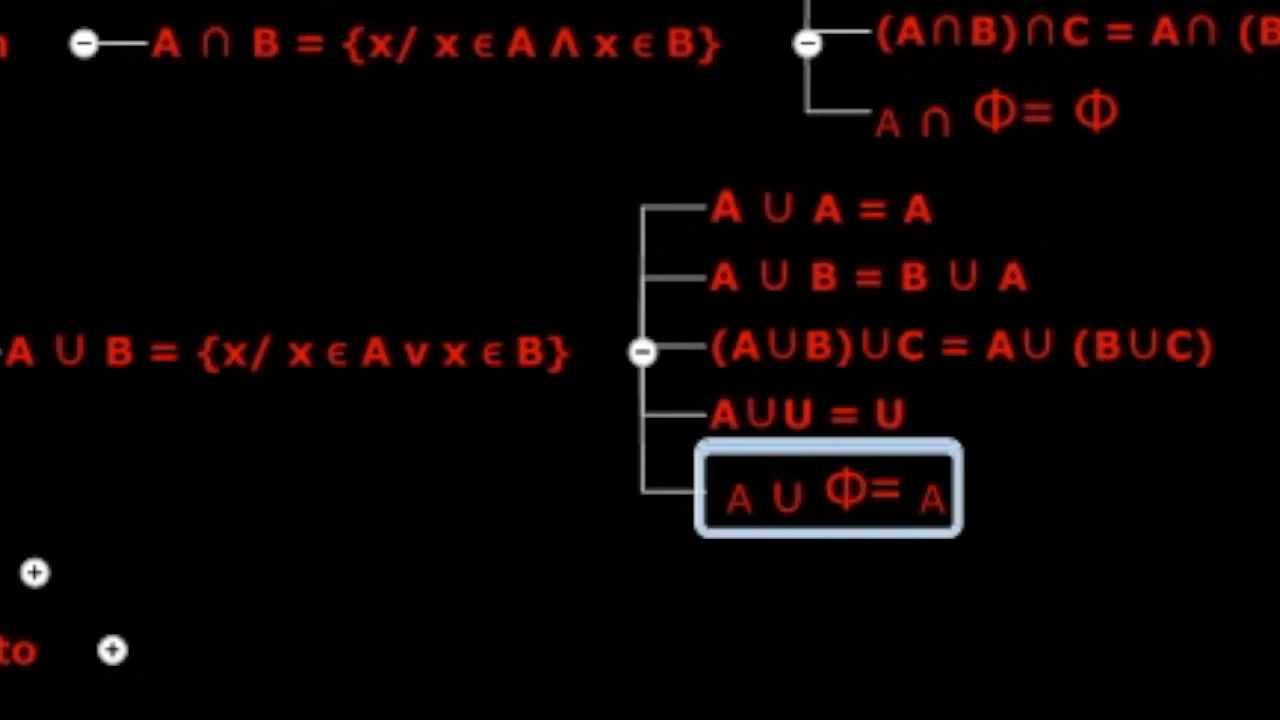 A ∩ B = {x/ x ϵ A Λ x ϵ B}
(A∩B)∩C = A∩ (B
A ∩ Φ= Φ
A ∪ A = A
A ∪ B = B ∪ A
A ∪ B = {x/ x ϵ A v x ϵ B}
(A∪B)∪C = A∪ (B∪C)
A∪U = U
A ∪ Φ= A
to